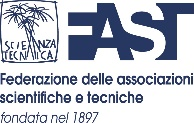 SCIENZA
TECNICA
FAST
Federazione delle associazioni
scientifiche e tecniche
fondata nel 1897